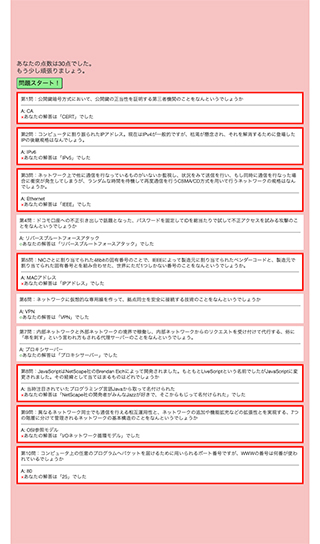 あなたの点数は30点でした。
もう少し頑張りましょう。
問題スタート！
第1問：公開鍵暗号方式において、公開鍵の正当性を証明する第三者機関のことをなんというでしょうか
A: CA
×あなたの解答は「CERT」でした
第2問：コンピュータに割り振られたIPアドレス。現在はIPv4が一般的ですが、枯渇が懸念され、それを解消するために登場した
IPの後継規格はなんでしょうか。
A: IPv6
×あなたの解答は「IPv5」でした
第3問：ネットワーク上で他に通信を行なっているものがいないか監視し、状況をみて送信を行い、もし同時に通信を行なった場
合に衝突が発生してしまうが、ランダムな時間を待機して再度通信を行うCSMA/CD方式を用いて行うネットワークの規格はなん
でしょうか。
A: Ethernet
×あなたの解答は「IEEE」でした
第4問：ドコモ口座への不正引き出しで話題となった、パスワードを固定してIDを総当たりで試して不正アクセスを試みる攻撃のこ
とをなんというでしょうか
A: リバースブルートフォースアタック
○あなたの解答は「リバースブルートフォースアタック」でした
第5問：NICごとに割り当てられた48bitの固有番号のことで、IEEEによって製造元に割り当てられたベンダーコードと、製造元で
割り当てられた固有番号とを組み合わせた、世界にただ1つしかない番号のことをなんというでしょうか。
A: MACアドレス
×あなたの解答は「IPアドレス」でした
第6問：ネットワークに仮想的な専用線を作って、拠点同士を安全に接続する技術のことをなんというでしょうか
A: VPN
○あなたの解答は「VPN」でした
第7問：内部ネットワークと外部ネットワークの境界で稼働し、内部ネットワークからのリクエストを受け付けて代行する、俗に
「串を刺す」という言われ方もされる代理サーバーのことをなんというでしょうか。
A: プロキシサーバー
○あなたの解答は「プロキシサーバー」でした
第8問：JavaScriptはNetScape社のBrendan Eichによって開発されました。もともとLiveScriptという名前でしたがJavaScriptに変
更されました。その経緯として当てはまるものはどれでしょうか。
A: 当時注目されていたプログラミング言語Javaから取って名付けられた
×あなたの解答は「NetScape社の開発者がみんなJazzが好きで、そこからもじって名付けられた」でした
第9問：異なるネットワーク同士でも通信を行える相互運用性と、ネットワークの追加や機能拡充などの拡張性を実現する、7つ
の階層に分けて管理されるネットワークの基本構造のことをなんというでしょうか
A: OSI参照モデル
×あなたの解答は「I/Oネットワーク循環モデル」でした
第10問：コンピュータ上の任意のプログラムへパケットを届けるために用いられるポート番号ですが、WWWの番号は何番が使わ
れているでしょうか
A: 80
×あなたの解答は「25」でした